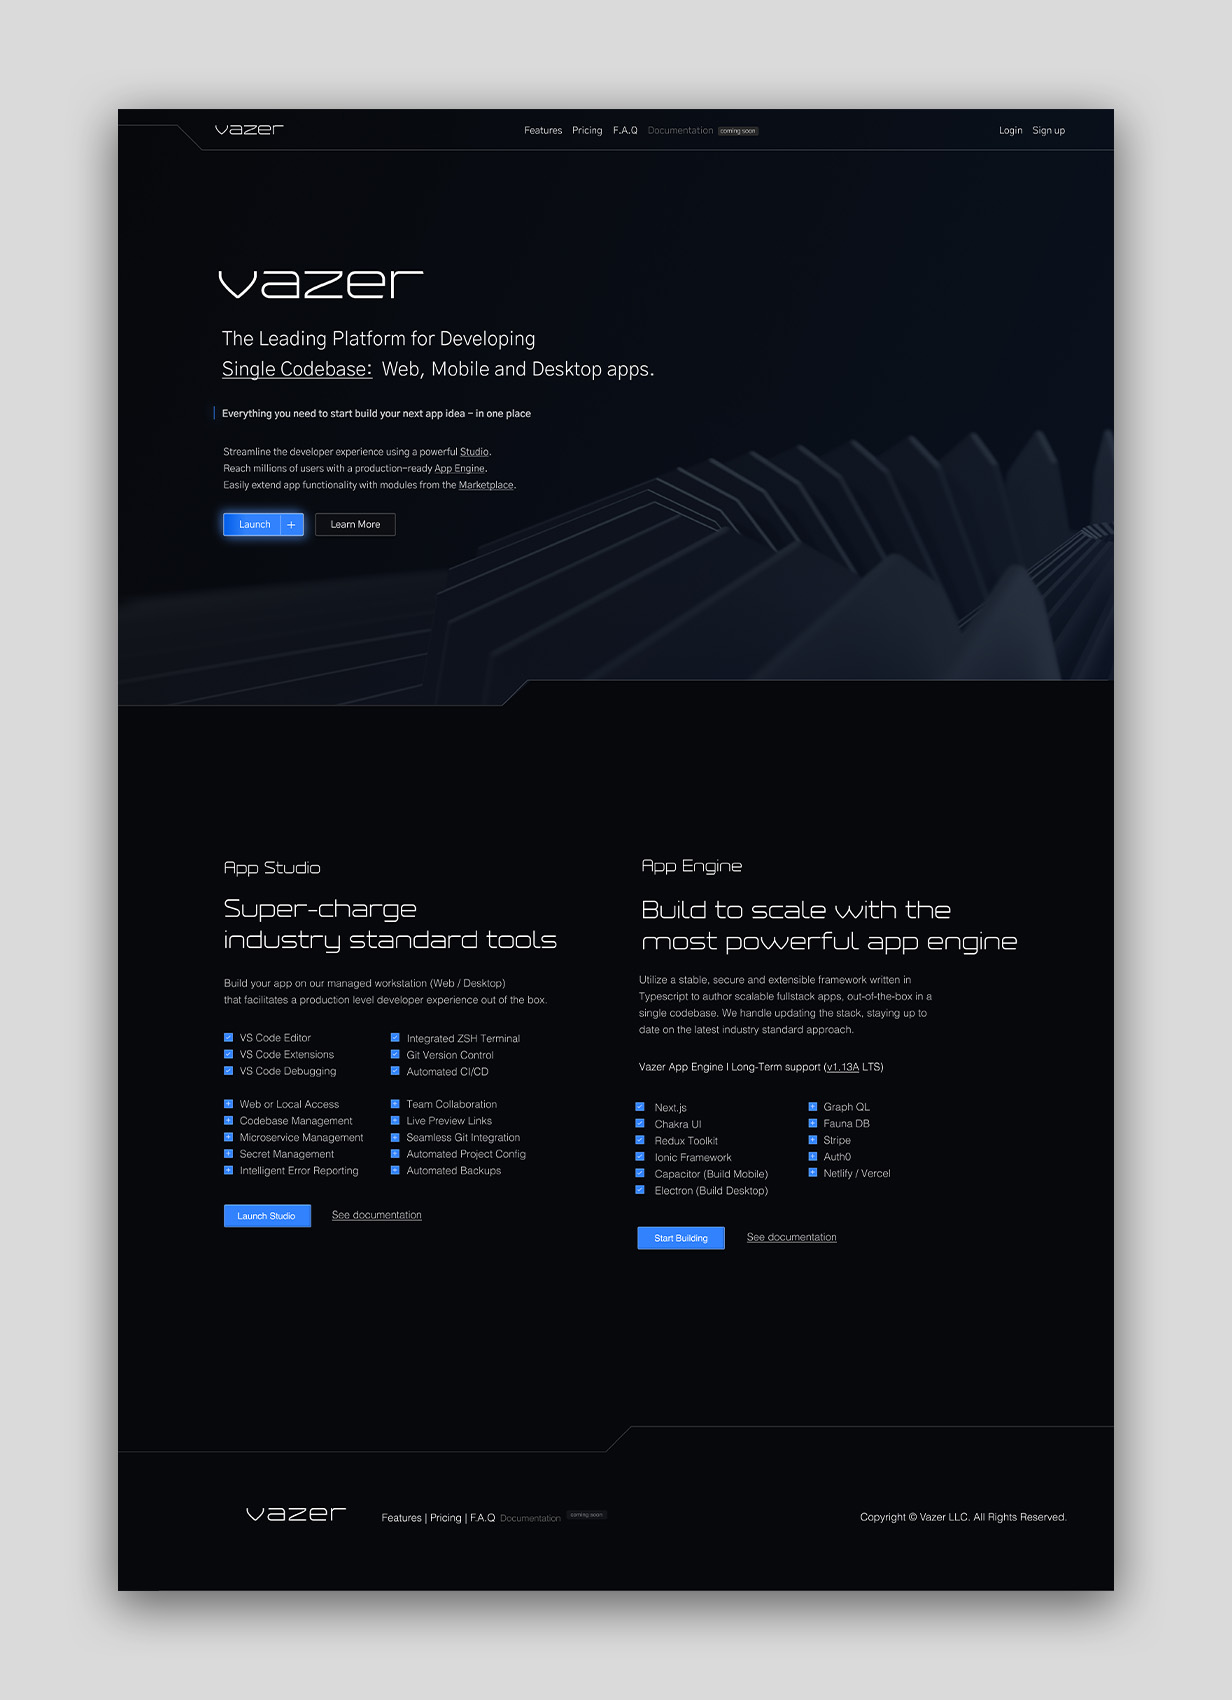 vazer
Features Pricing F.A.Q Documentation coming soon
Login Sign up
vazer
The Leading Platform for Developing
Single Codebase: Web, Mobile and Desktop apps.
Everything you need to start build your next app idea – in one place
Streamline the developer experience using a powerful Studio.
Reach millions of users with a production-ready App Engine.
Easily extend app functionality with modules from the Marketplace.
Launch +
Learn More
App Studio
Super-charge
industry standard tools
Build your app on our managed workstation (Web / Desktop)
that facilitates a production level developer experience out of the box.
VS Code Editor
VS Code Extensions
VS Code Debugging
Integrated ZSH Terminal
Git Version Control
Automated CI/CD
Web or Local Access
Codebase Management
Microservice Management
Secret Management
Intelligent Error Reporting
Team Collaboration
Live Preview Links
Seamless Git Integration
Automated Project Config
Automated Backups
Launch Studio
See documentation
App Engine
Build to scale with the
most powerful app engine
Utilize a stable, secure and extensible framework written in
Typescript to author scalable fullstack apps, out-of-the-box in a
single codebase. We handle updating the stack, staying up to
date on the latest industry standard approach.
Vazer App Engine | Long-Term support (v1.13A LTS)
Next.js
Chakra UI
Redux Toolkit
Ionic Framework
Capacitor (Build Mobile)
Electron (Build Desktop)
Graph QL
Fauna DB
Stripe
Auth0
Netlify / Vercel
Start Building
See documentation
vazer
Features | Pricing | F.A.Q Documentation coming soon
Copyright © Vazer LLC. All Rights Reserved.